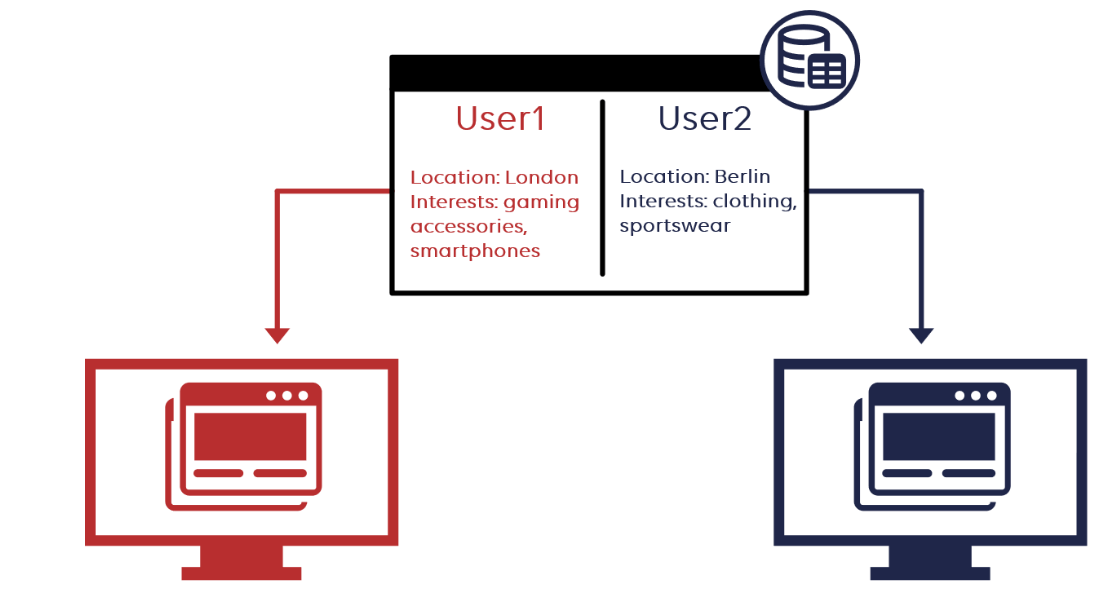 User1
Location: London
Interests: gaming
accessories,
smartphones
User2
Location: Berlin
Interests: clothing,
sportswear